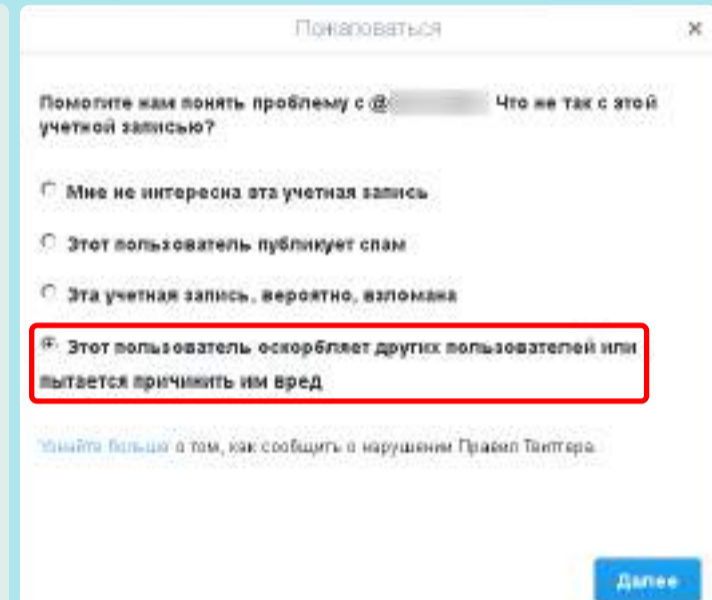 Пожаловаться
Помогите нам понять проблему с @ Что не так с этой
учетной записью?
Мне не интересна эта учетная запись
Этот пользователь публикует спам
Эта учетная запись, вероятно, взломана
Этот пользователь оскорбляет других пользователей или
пытается причинить им вред
Узнайте больше о том, как сообщить о нарушении Правил Твиттера.
Далее